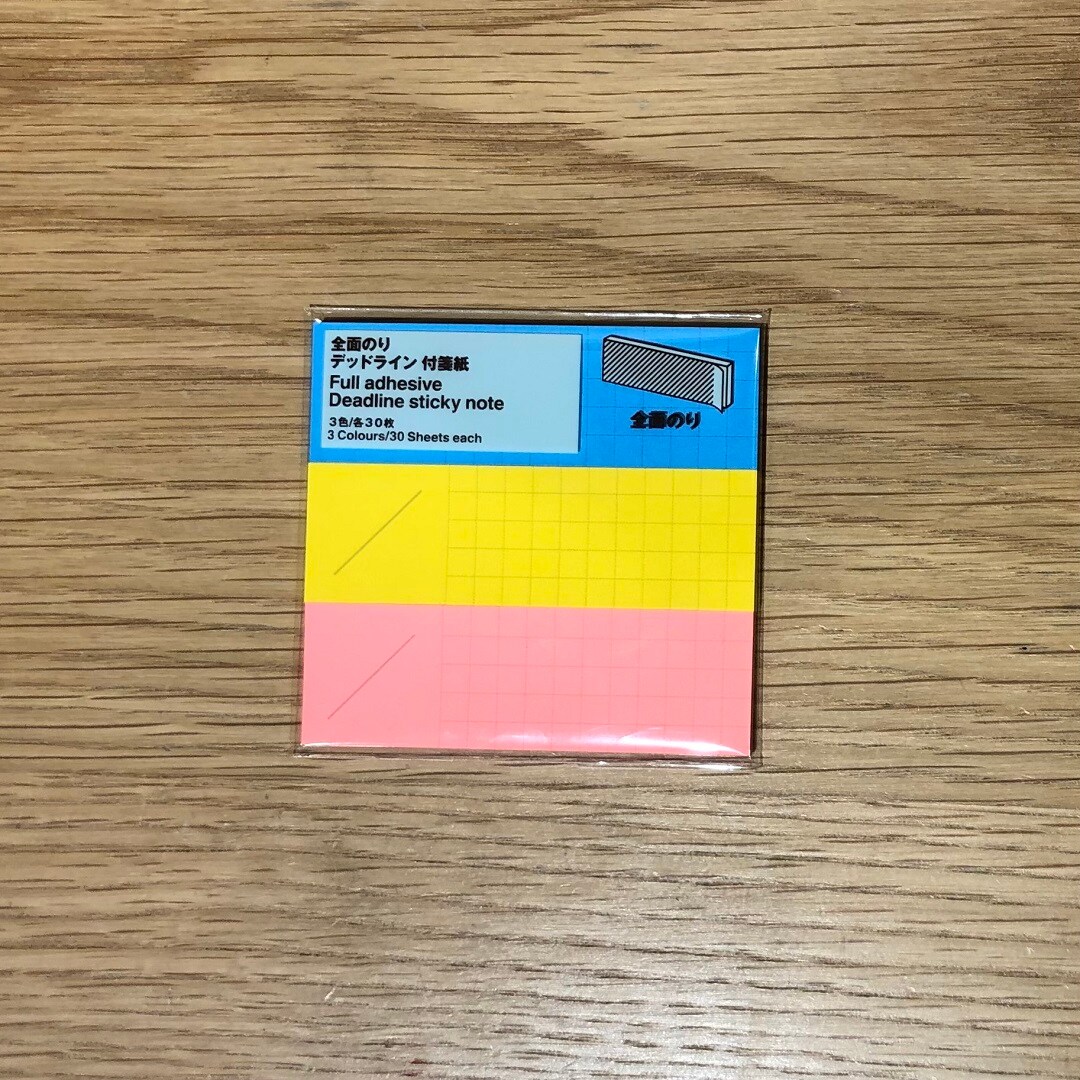 全面のり
デッドライン 付箋紙
Full adhesive
Deadline sticky note
3色/各30枚
3 Colours/30 Sheets each
全面のり